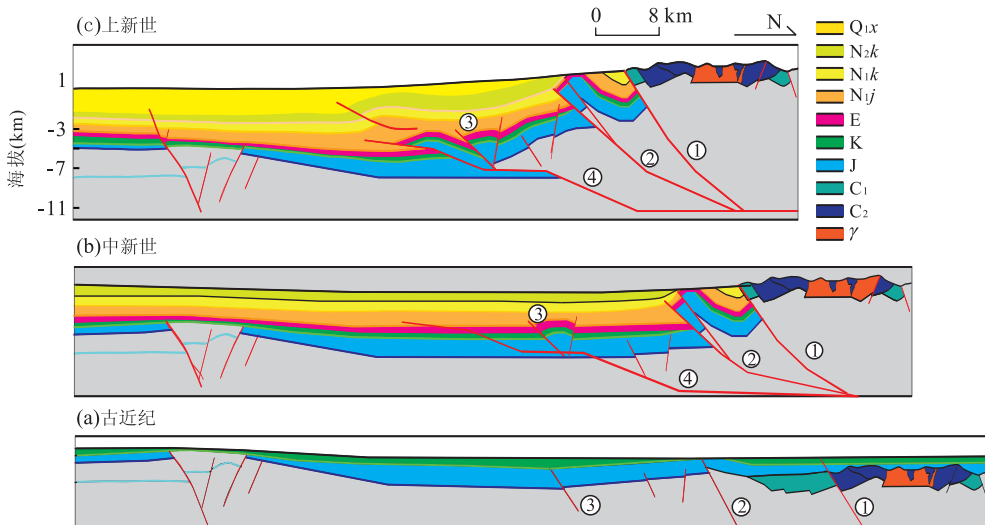 (c)上新世
0 8 km
N
Q₁x
N₂k
N₁k
N₁j
E
K
J
C₁
C₂
γ
海拔(km)
1
-3
-7
-11
③
②
①
④
(b)中新世
③
②
①
④
(a)古近纪
③
②
①